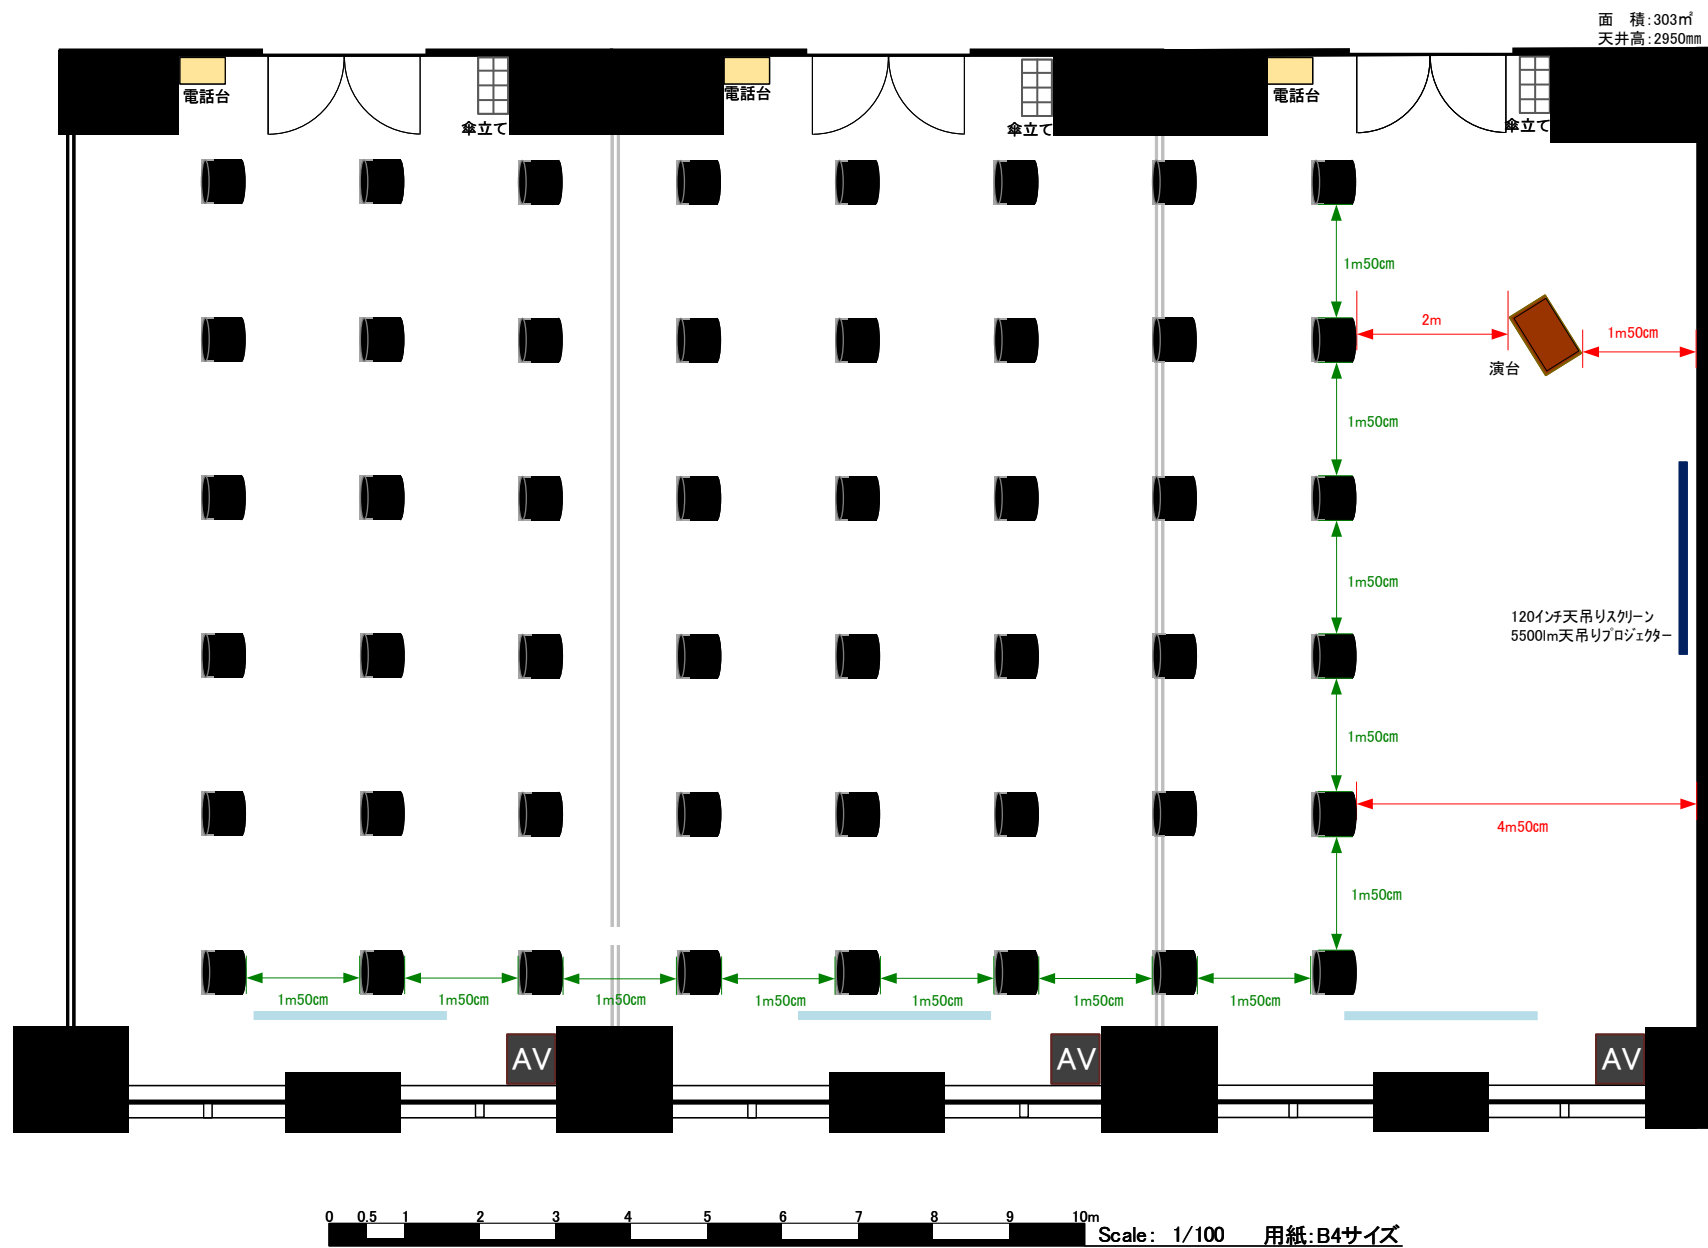 面　積:303㎡
天井高:2950mm
電話台
傘立て
電話台
傘立て
電話台
傘立て
1m50cm
2m
1m50cm
演台
1m50cm
1m50cm
120インチ天吊りスクリーン
5500lm天吊りプロジェクター
1m50cm
4m50cm
1m50cm
1m50cm
1m50cm
1m50cm
1m50cm
1m50cm
1m50cm
1m50cm
AV
AV
AV
0 0.5 1 2 3 4 5 6 7 8 9 10m
Scale: 1/100 用紙:B4サイズ